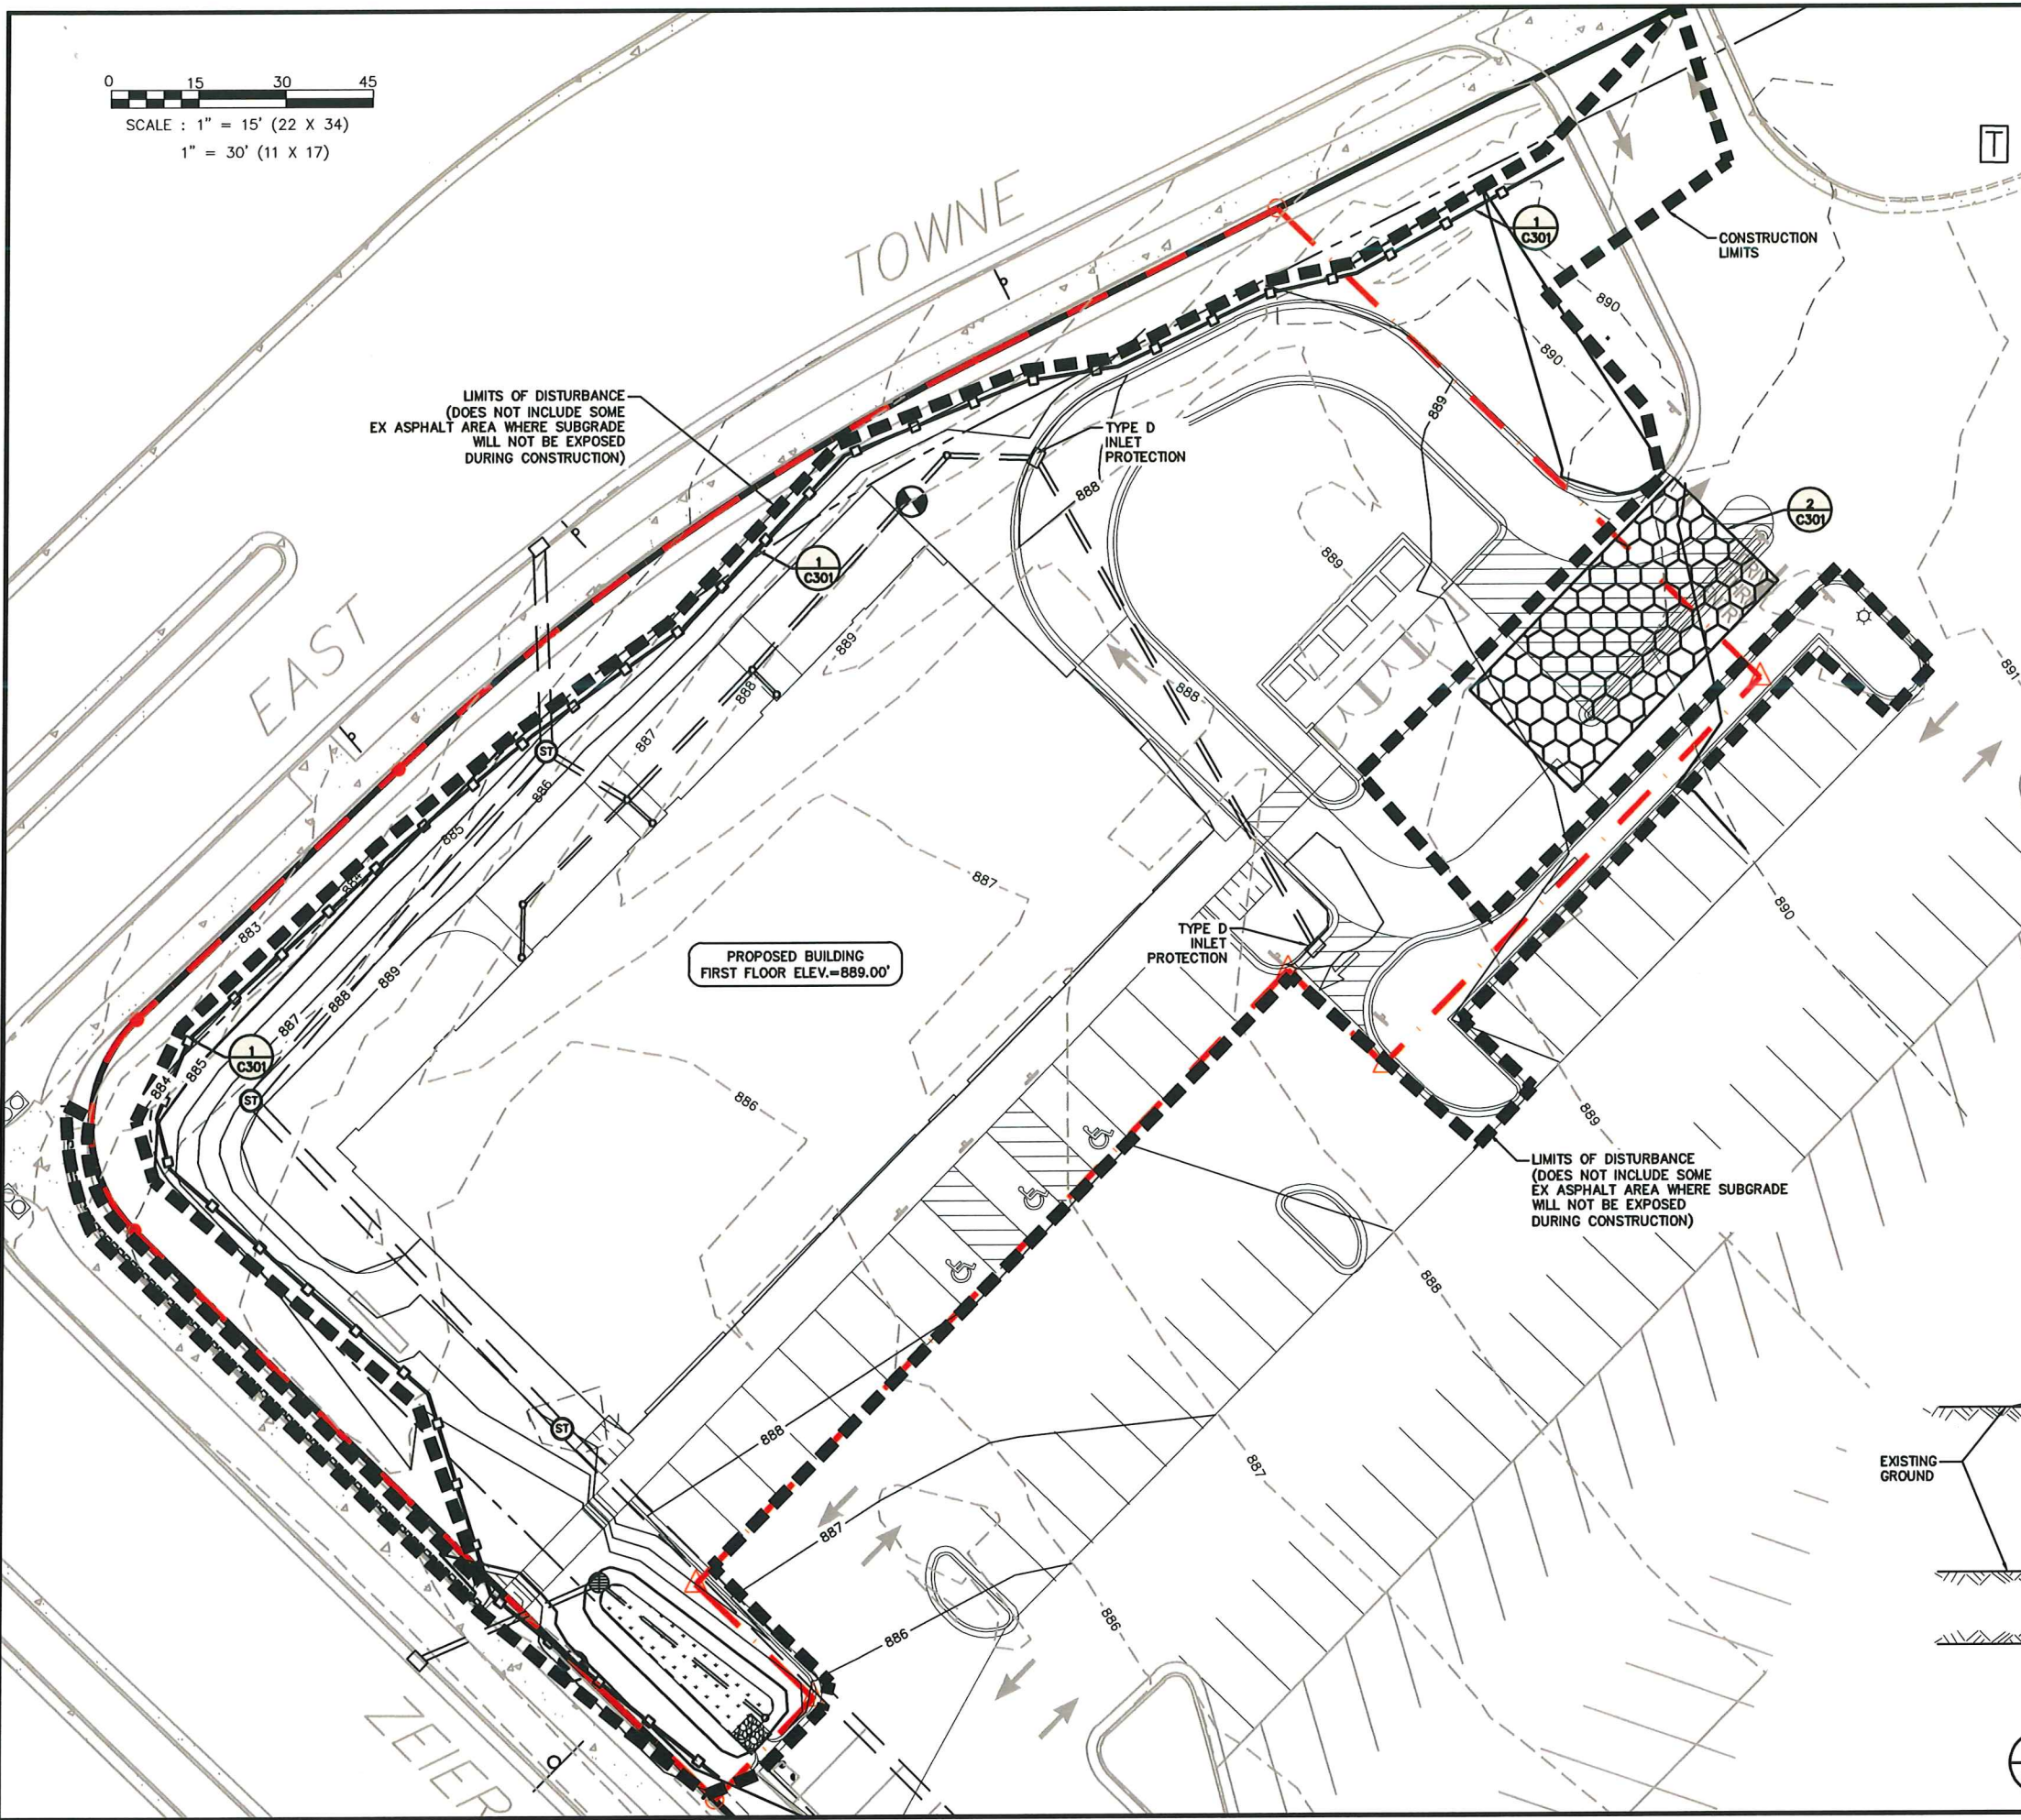 0 15 30 45
SCALE : 1" = 15' (22 X 34)
1" = 30' (11 X 17)
TOWNE
T
1
C301
CONSTRUCTION
LIMITS
890
890
889
LIMITS OF DISTURBANCE
(DOES NOT INCLUDE SOME
EX ASPHALT AREA WHERE SUBGRADE
WILL NOT BE EXPOSED
DURING CONSTRUCTION)
TYPE D
INLET
PROTECTION
888
2
C301
1
C301
889
EAST
889
888
888
891
887
ST
886
885
884
887
890
883
TYPE D
INLET
PROTECTION
PROPOSED BUILDING
FIRST FLOOR ELEV.=889.00'
889
888
887
1
C301
885
884
ST
886
889
LIMITS OF DISTURBANCE
(DOES NOT INCLUDE SOME
EX ASPHALT AREA WHERE SUBGRADE
WILL NOT BE EXPOSED
DURING CONSTRUCTION)
888
ST
888
887
EXISTING
GROUND
887
886
886
ZEIER